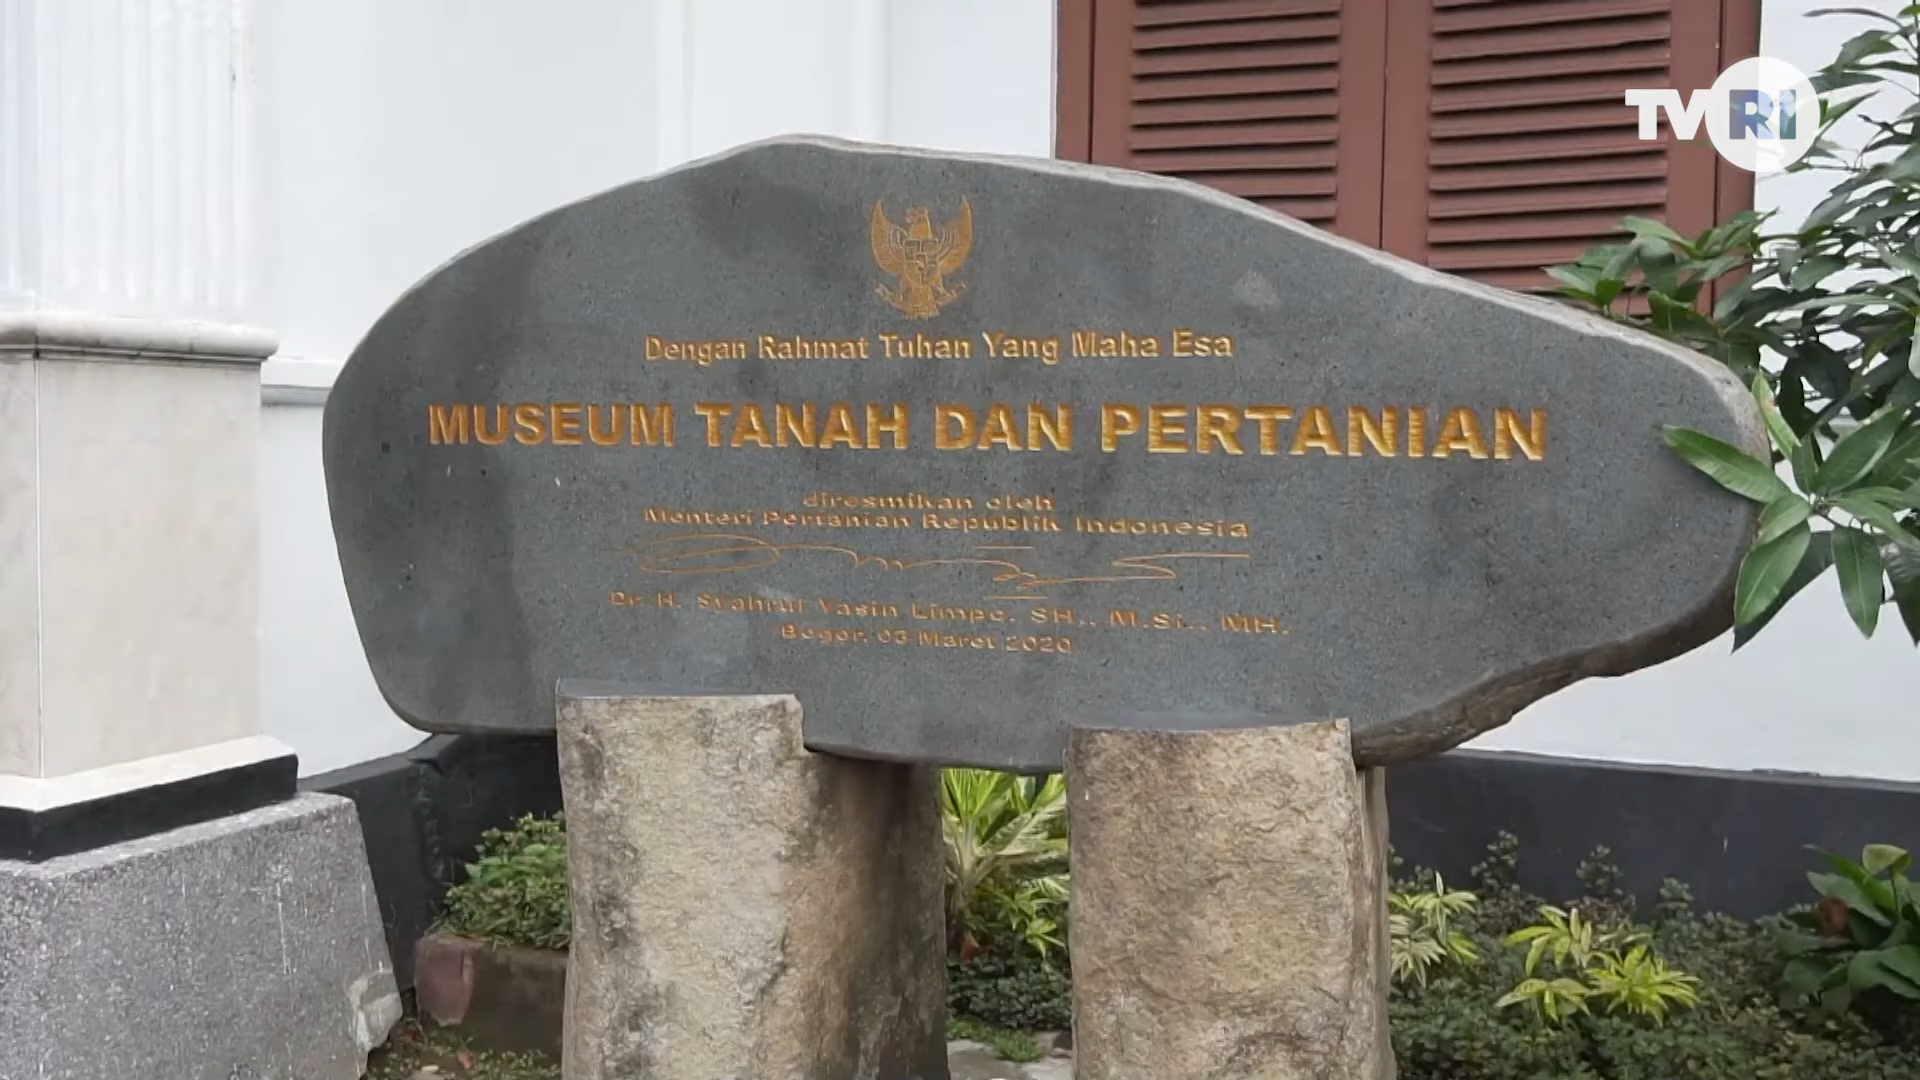 TVRI
Dengan Rahmat Tuhan Yang Maha Esa
MUSEUM TANAH DAN PERTANIAN
diresmikan oleh
Menteri Pertanian Republik Indonesia
Dr. H. Syahrul Yasin Limpo, SH., M.Si., MH.
Bogor, 03 Maret 2020